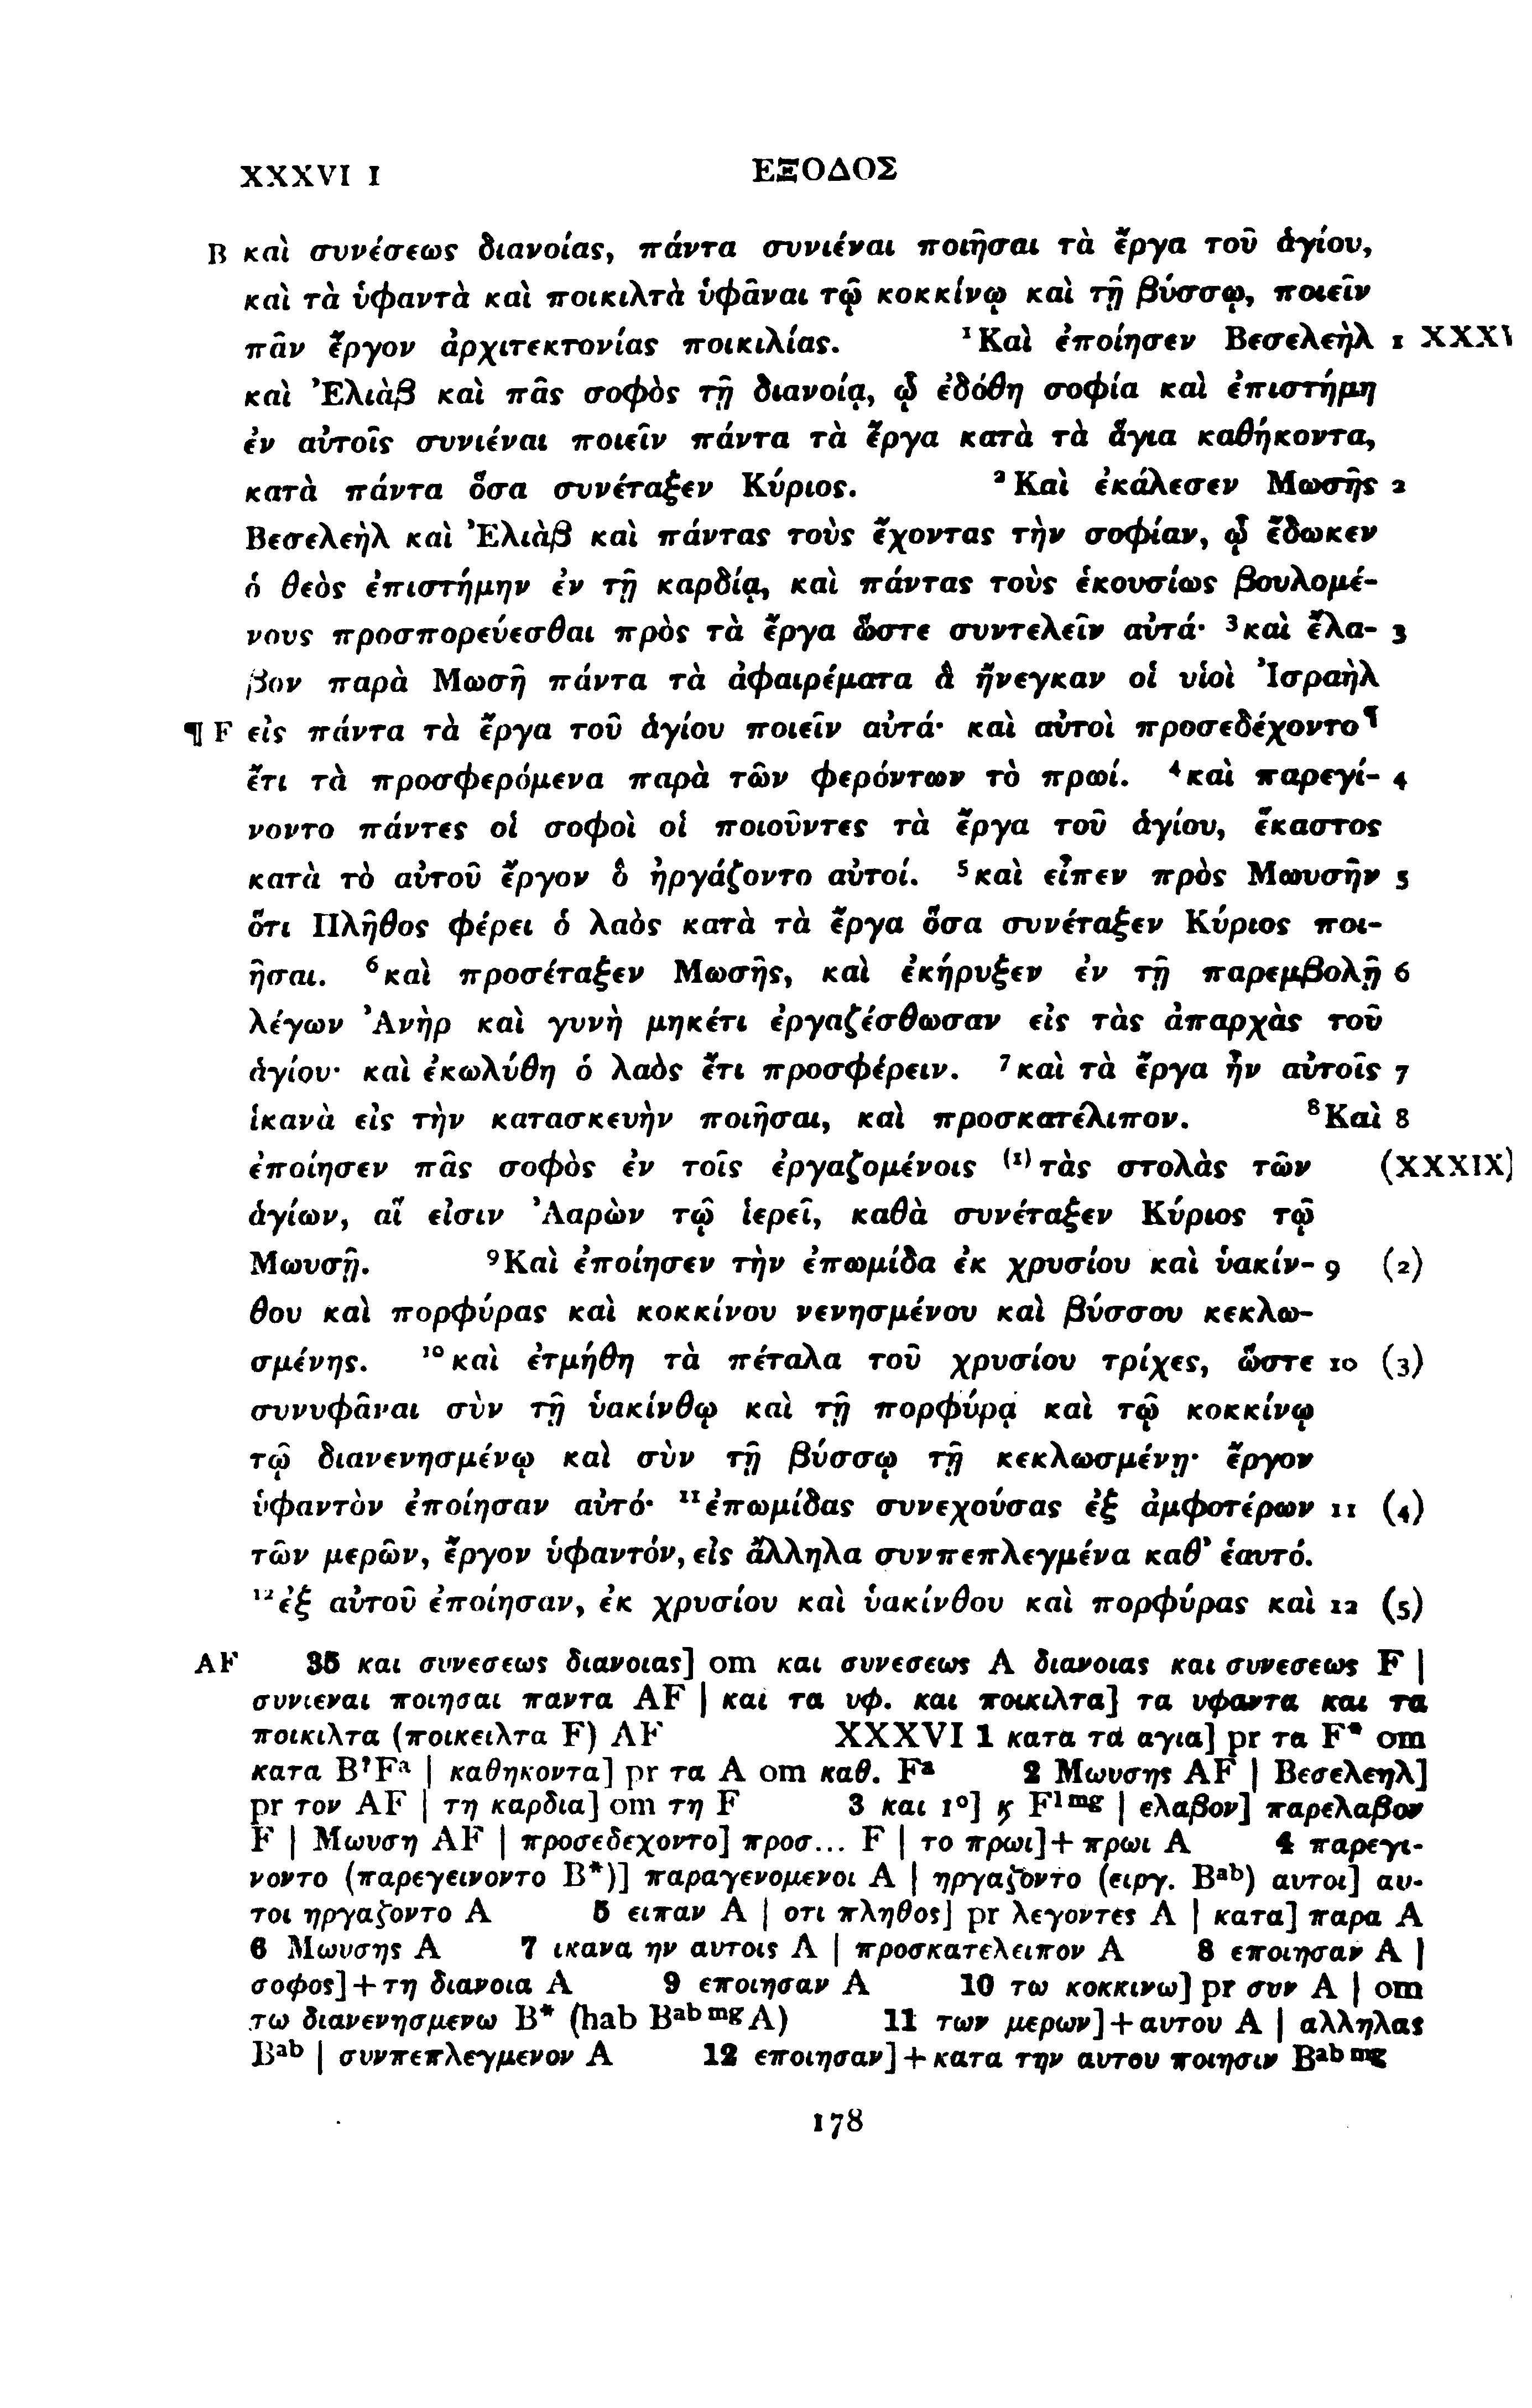 XXXVI 1 ΕΞΟΔΟΣ
B καὶ συνέσεως διανοίας, πάντα συνιέναι ποιῆσαι τὰ ἔργα τοῦ ἁγίου,
καὶ τὰ ὑφαντὰ καὶ ποικιλτὰ ὑφᾶναι τῷ κοκκίνῳ καὶ τῇ βύσσῳ, ποιεῖν
πᾶν ἔργον ἀρχιτεκτονίας ποικιλίας. ¹Καὶ ἐποίησεν Βεσελεὴλ 1
καὶ Ἐλιὰβ καὶ πᾶς σοφὸς τῇ διανοίᾳ, ᾧ ἐδόθη σοφία καὶ ἐπιστήμη
ἐν αὐτοῖς συνιέναι ποιεῖν πάντα τὰ ἔργα κατὰ τὰ ἅγια καθήκοντα,
κατὰ πάντα ὅσα συνέταξεν Κύριος. ²Καὶ ἐκάλεσεν Μωσῆς 2
Βεσελεὴλ καὶ Ἐλιὰβ καὶ πάντας τοὺς ἔχοντας τὴν σοφίαν, ᾧ ἔδωκεν
ὁ θεὸς ἐπιστήμην ἐν τῇ καρδίᾳ, καὶ πάντας τοὺς ἑκουσίως βουλομέ-
νους προσπορεύεσθαι πρὸς τὰ ἔργα ὥστε συντελεῖν αὐτά· ³καὶ ἔλα- 3
βον παρὰ Μωσῆ πάντα τὰ ἀφαιρέματα ἃ ἤνεγκαν οἱ υἱοὶ Ἰσραὴλ
¶ F εἰς πάντα τὰ ἔργα τοῦ ἁγίου ποιεῖν αὐτά· καὶ αὐτοὶ προσεδέχοντο¶
ἔτι τὰ προσφερόμενα παρὰ τῶν φερόντων τὸ πρωί. ⁴καὶ παρεγί- 4
νοντο πάντες οἱ σοφοὶ οἱ ποιοῦντες τὰ ἔργα τοῦ ἁγίου, ἕκαστος
κατὰ τὸ αὐτοῦ ἔργον ὃ ἠργάζοντο αὐτοί. ⁵καὶ εἶπεν πρὸς Μωυσῆν 5
ὅτι Πλῆθος φέρει ὁ λαὸς κατὰ τὰ ἔργα ὅσα συνέταξεν Κύριος ποι-
ῆσαι. ⁶καὶ προσέταξεν Μωσῆς, καὶ ἐκήρυξεν ἐν τῇ παρεμβολῇ 6
λέγων Ἀνὴρ καὶ γυνὴ μηκέτι ἐργαζέσθωσαν εἰς τὰς ἀπαρχὰς τοῦ
ἁγίου· καὶ ἐκωλύθη ὁ λαὸς ἔτι προσφέρειν. ⁷καὶ τὰ ἔργα ἦν αὐτοῖς 7
ἱκανὰ εἰς τὴν κατασκευὴν ποιῆσαι, καὶ προσκατέλιπον. ⁸Καὶ 8
ἐποίησεν πᾶς σοφὸς ἐν τοῖς ἐργαζομένοις ⁽¹⁾τὰς στολὰς τῶν (XXXIX)
ἁγίων, αἵ εἰσιν Ἀαρὼν τῷ ἱερεῖ, καθὰ συνέταξεν Κύριος τῷ
Μωυσῇ. ⁹Καὶ ἐποίησεν τὴν ἐπωμίδα ἐκ χρυσίου καὶ ὑακίν- 9 (2)
θου καὶ πορφύρας καὶ κοκκίνου νενησμένου καὶ βύσσου κεκλω-
σμένης. ¹⁰καὶ ἐτμήθη τὰ πέταλα τοῦ χρυσίου τρίχες, ὥστε 10 (3)
συνυφᾶναι σὺν τῇ ὑακίνθῳ καὶ τῇ πορφύρᾳ καὶ τῷ κοκκίνῳ
τῷ διανενησμένῳ καὶ σὺν τῇ βύσσῳ τῇ κεκλωσμένῃ· ἔργον
ὑφαντὸν ἐποίησαν αὐτό· ¹¹ἐπωμίδας συνεχούσας ἐξ ἀμφοτέρων 11 (4)
τῶν μερῶν, ἔργον ὑφαντόν, εἰς ἄλληλα συνπεπλεγμένα καθ' ἑαυτό.
¹²ἐξ αὐτοῦ ἐποίησαν, ἐκ χρυσίου καὶ ὑακίνθου καὶ πορφύρας καὶ 12 (5)
AF 35 και συνεσεως διανοιας] om και συνεσεως A διανοιας και συνεσεως F |
συνιεναι ποιησαι παντα AF | και τα υφ. και ποικιλτα] τα υφαντα και τα
ποικιλτα (ποικειλτα F) AF XXXVI 1 κατα τα αγια] pr τα F* om
κατα B?Fᵃ | καθηκοντα] pr τα A om καθ. Fᵃ 2 Μωυσης AF | Βεσελεηλ]
pr τον AF | τη καρδια] om τη F 3 και 1°] ϗ F¹ᵐᵍ | ελαβον] παρελαβον
F | Μωυση AF | προσεδεχοντο] προσ... F | το πρωι]+πρωι A 4 παρεγι-
νοντο (παρεγεινοντο B*)] παραγενομενοι A | ηργαζοντο (ειργ. Bᵃᵇ) αυτοι] αυ-
τοι ηργαζοντο A 5 ειπαν A | οτι πληθος] pr λεγοντες A | κατα] παρα A
6 Μωυσης A 7 ικανα ην αυτοις A | προσκατελειπον A 8 εποιησαν A |
σοφος]+τη διανοια A 9 εποιησαν A 10 τω κοκκινω] pr συν A | om
τω διανενησμενω B* (hab Bᵃᵇᵐᵍ A) 11 των μερων]+αυτου A | αλληλας
Bᵃᵇ | συνπεπλεγμενον A 12 εποιησαν]+κατα την αυτου ποιησιν Bᵃᵇᵐᵍ
178